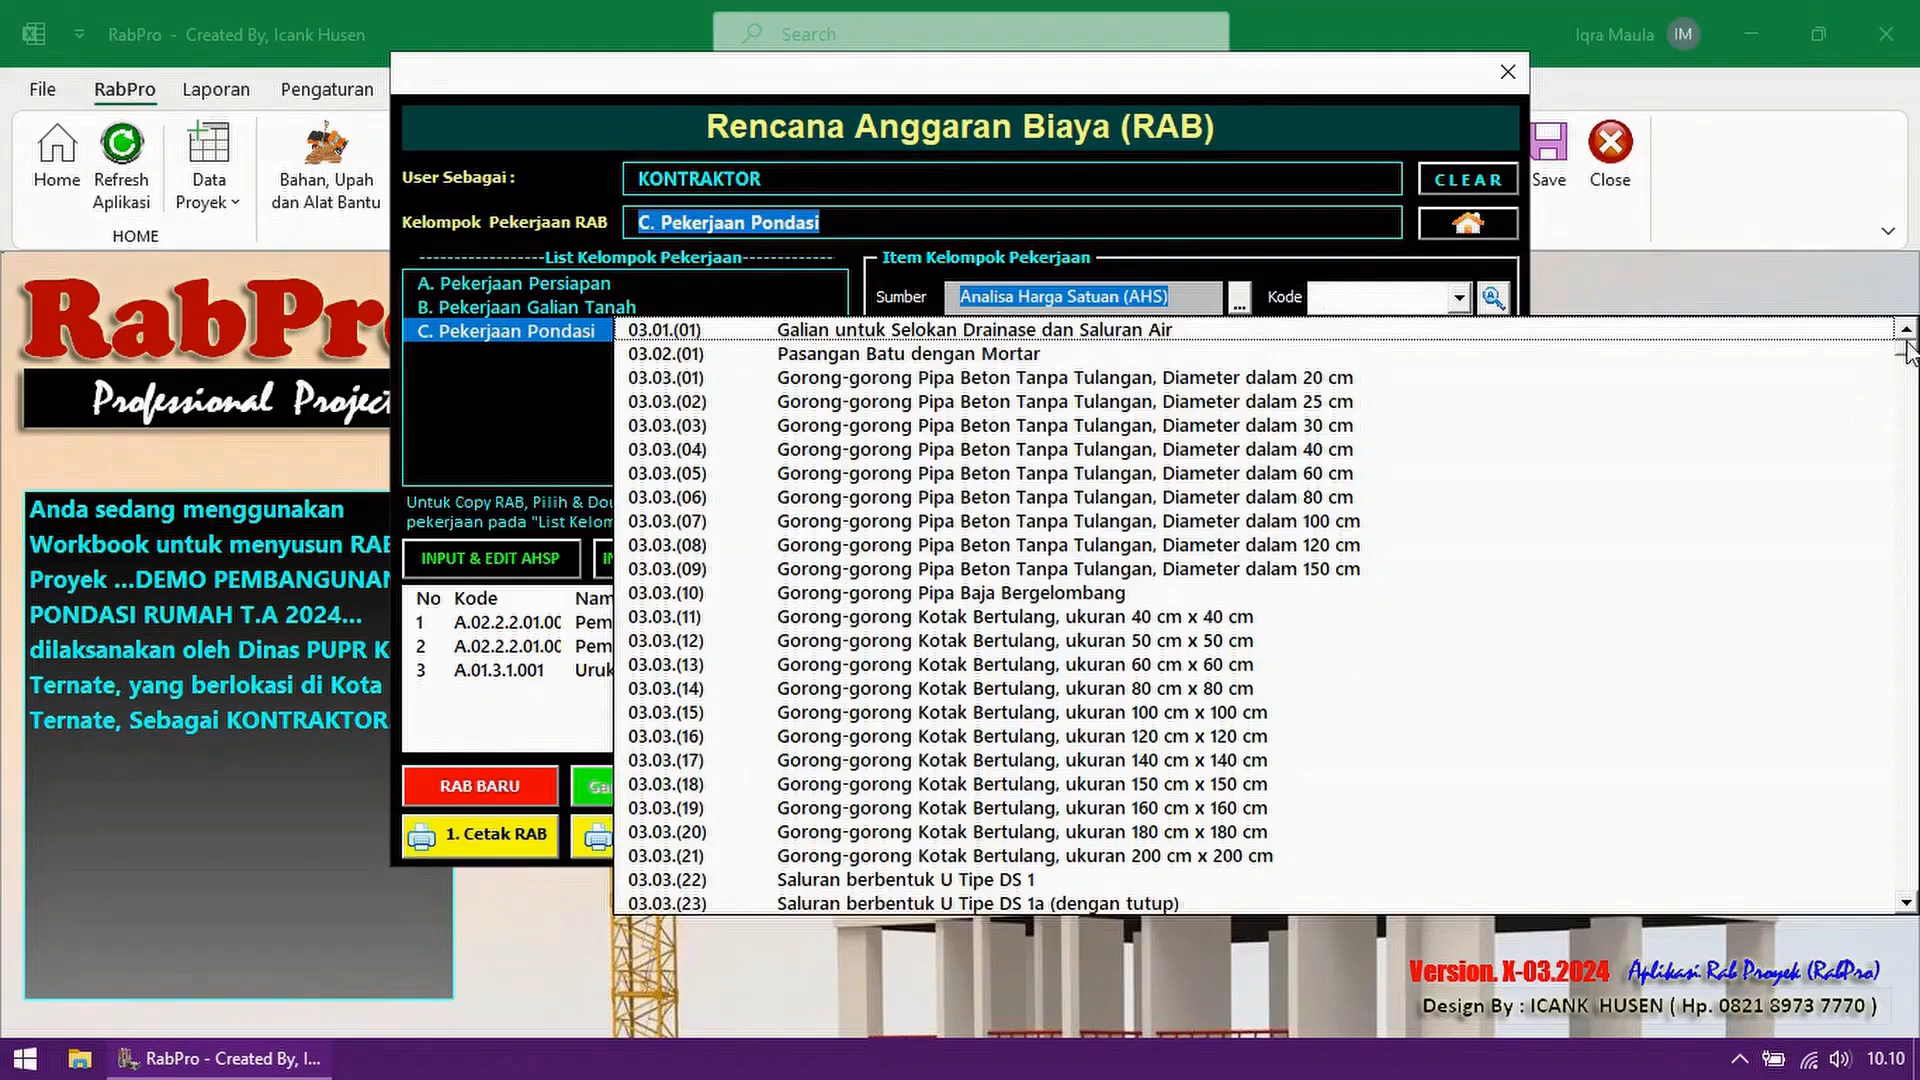 RabPro - Created By, Icank Husen
Search
Iqra Maula
IM
File
RabPro
Laporan
Pengaturan
Home
Refresh
Aplikasi
Data
Proyek
Bahan, Upah
dan Alat Bantu
HOME
Save
Close
Rencana Anggaran Biaya (RAB)
User Sebagai :
KONTRAKTOR
CLEAR
Kelompok Pekerjaan RAB
C. Pekerjaan Pondasi
------------------List Kelompok Pekerjaan-------------
Item Kelompok Pekerjaan
A. Pekerjaan Persiapan
B. Pekerjaan Galian Tanah
C. Pekerjaan Pondasi
Sumber
Analisa Harga Satuan (AHS)
...
Kode
03.01.(01) Galian untuk Selokan Drainase dan Saluran Air
03.02.(01) Pasangan Batu dengan Mortar
03.03.(01) Gorong-gorong Pipa Beton Tanpa Tulangan, Diameter dalam 20 cm
03.03.(02) Gorong-gorong Pipa Beton Tanpa Tulangan, Diameter dalam 25 cm
03.03.(03) Gorong-gorong Pipa Beton Tanpa Tulangan, Diameter dalam 30 cm
03.03.(04) Gorong-gorong Pipa Beton Tanpa Tulangan, Diameter dalam 40 cm
03.03.(05) Gorong-gorong Pipa Beton Tanpa Tulangan, Diameter dalam 60 cm
03.03.(06) Gorong-gorong Pipa Beton Tanpa Tulangan, Diameter dalam 80 cm
03.03.(07) Gorong-gorong Pipa Beton Tanpa Tulangan, Diameter dalam 100 cm
03.03.(08) Gorong-gorong Pipa Beton Tanpa Tulangan, Diameter dalam 120 cm
03.03.(09) Gorong-gorong Pipa Beton Tanpa Tulangan, Diameter dalam 150 cm
03.03.(10) Gorong-gorong Pipa Baja Bergelombang
03.03.(11) Gorong-gorong Kotak Bertulang, ukuran 40 cm x 40 cm
03.03.(12) Gorong-gorong Kotak Bertulang, ukuran 50 cm x 50 cm
03.03.(13) Gorong-gorong Kotak Bertulang, ukuran 60 cm x 60 cm
03.03.(14) Gorong-gorong Kotak Bertulang, ukuran 80 cm x 80 cm
03.03.(15) Gorong-gorong Kotak Bertulang, ukuran 100 cm x 100 cm
03.03.(16) Gorong-gorong Kotak Bertulang, ukuran 120 cm x 120 cm
03.03.(17) Gorong-gorong Kotak Bertulang, ukuran 140 cm x 140 cm
03.03.(18) Gorong-gorong Kotak Bertulang, ukuran 150 cm x 150 cm
03.03.(19) Gorong-gorong Kotak Bertulang, ukuran 160 cm x 160 cm
03.03.(20) Gorong-gorong Kotak Bertulang, ukuran 180 cm x 180 cm
03.03.(21) Gorong-gorong Kotak Bertulang, ukuran 200 cm x 200 cm
03.03.(22) Saluran berbentuk U Tipe DS 1
03.03.(23) Saluran berbentuk U Tipe DS 1a (dengan tutup)
Untuk Copy RAB, Pilih & Dou
pekerjaan pada "List Kelom
INPUT & EDIT AHSP
No Kode Nam
1 A.02.2.2.01.00 Pem
2 A.02.2.2.01.00 Pem
3 A.01.3.1.001 Uruk
RAB BARU
1. Cetak RAB
RabPro
Professional Project
Anda sedang menggunakan
Workbook untuk menyusun RAB
Proyek ...DEMO PEMBANGUNAN
PONDASI RUMAH T.A 2024...
dilaksanakan oleh Dinas PUPR K
Ternate, yang berlokasi di Kota
Ternate, Sebagai KONTRAKTOR.
Version. X-03.2024 Aplikasi Rab Proyek (RabPro)
Design By : ICANK HUSEN ( Hp. 0821 8973 7770 )
RabPro - Created By, I...
10.10